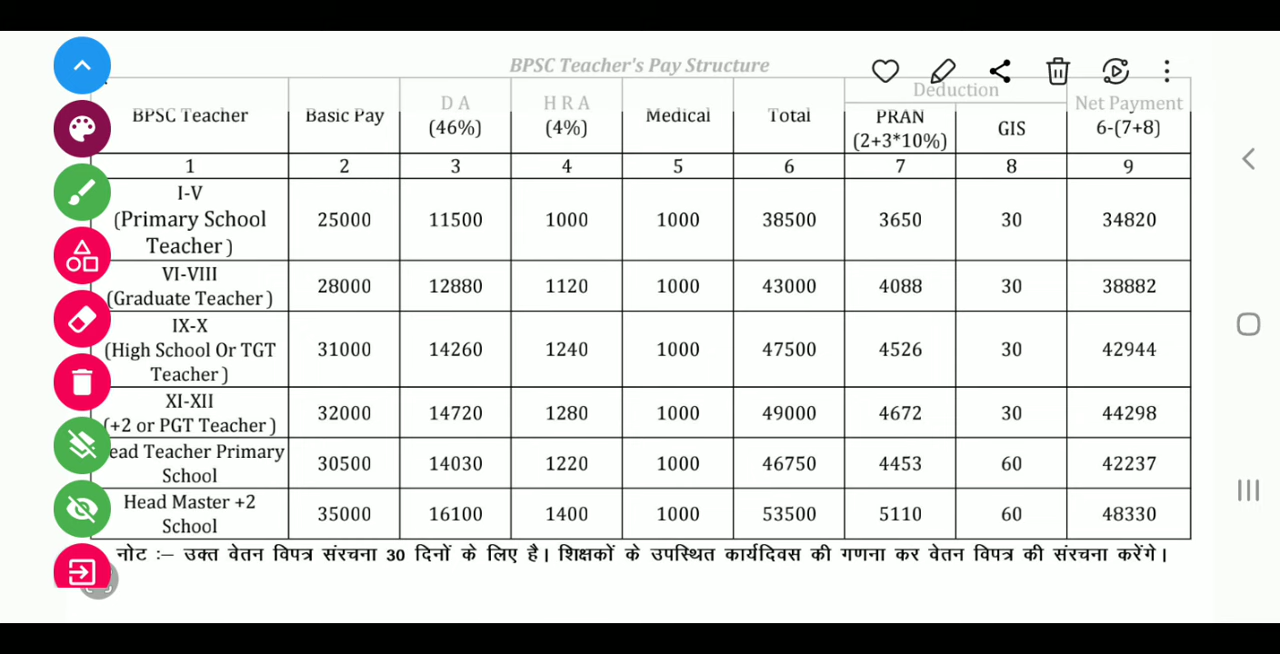 BPSC Teacher's Pay Structure
BPSC Teacher Basic Pay D A (46%) H R A (4%) Medical Total Deduction PRAN (2+3*10%) GIS Net Payment 6-(7+8)
1 2 3 4 5 6 7 8 9
I-V (Primary School Teacher) 25000 11500 1000 1000 38500 3650 30 34820
VI-VIII (Graduate Teacher) 28000 12880 1120 1000 43000 4088 30 38882
IX-X (High School Or TGT Teacher) 31000 14260 1240 1000 47500 4526 30 42944
XI-XII (+2 or PGT Teacher) 32000 14720 1280 1000 49000 4672 30 44298
ead Teacher Primary School 30500 14030 1220 1000 46750 4453 60 42237
Head Master +2 School 35000 16100 1400 1000 53500 5110 60 48330
नोट :– उक्त वेतन विपत्र संरचना 30 दिनों के लिए है। शिक्षकों के उपस्थित कार्यदिवस की गणना कर वेतन विपत्र की संरचना करेंगे।